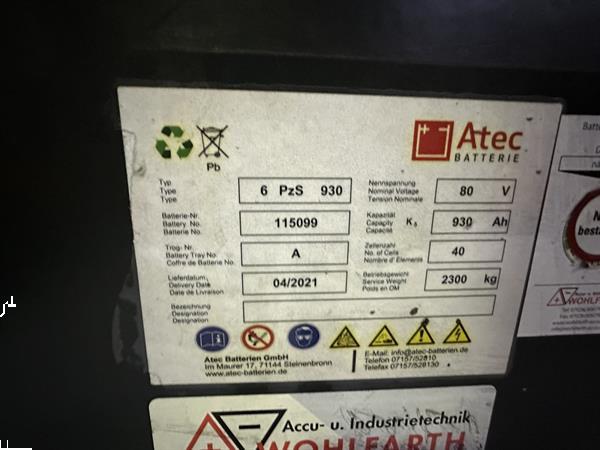 Atec
BATTERIE
Pb
Typ
Type
Type
6 PzS 930
Nennspannung
Nominal Voltage
Tension Nominale
80 V
Batterie-Nr.
Battery No.
Batterie No.
115099
Kapazität
Capacity
Capacité
K₅
930 Ah
Trog- Nr.
Battery Tray No.
Coffre de Batterie No.
A
Zellenzahl
No. of Cells
Nombre d' Elements
40
Lieferdatum
Delivery Date
Date de Livraison
04/2021
Betriebsgewicht
Service Weight
Poids en OM
2300 kg
Bezeichnung
Designation
Designation
Atec Batterien GmbH
Im Maurer 17, 71144 Steinenbronn
www.atec-batterien.de
E-Mail: info@atec-batterien.de
Telefon 07157/52810
Telefax 07157/528130
Accu- u. Industrietechnik
WOHLFARTH
Batte
WOHLF